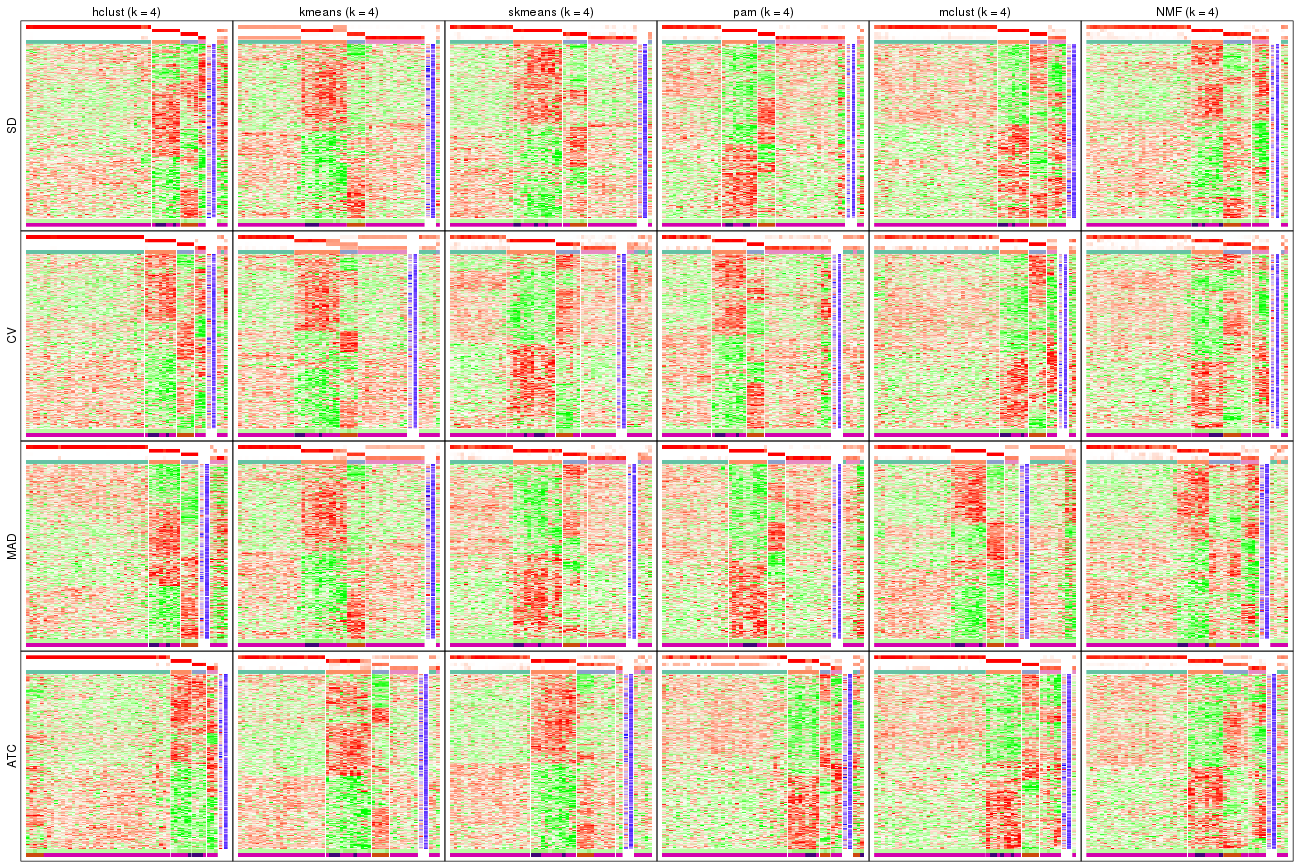 hclust (k = 4) kmeans (k = 4) skmeans (k = 4) pam (k = 4) mclust (k = 4) NMF (k = 4)
SD
CV
MAD
ATC